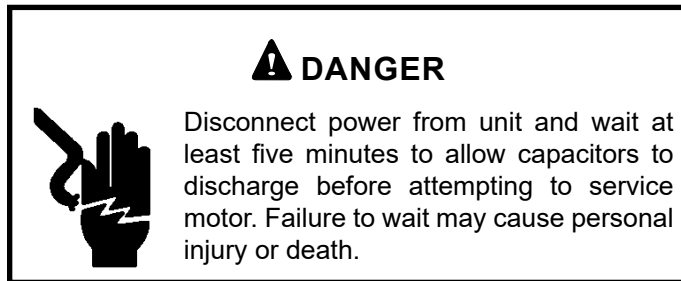 DANGER
Disconnect power from unit and wait at
least five minutes to allow capacitors to
discharge before attempting to service
motor. Failure to wait may cause personal
injury or death.